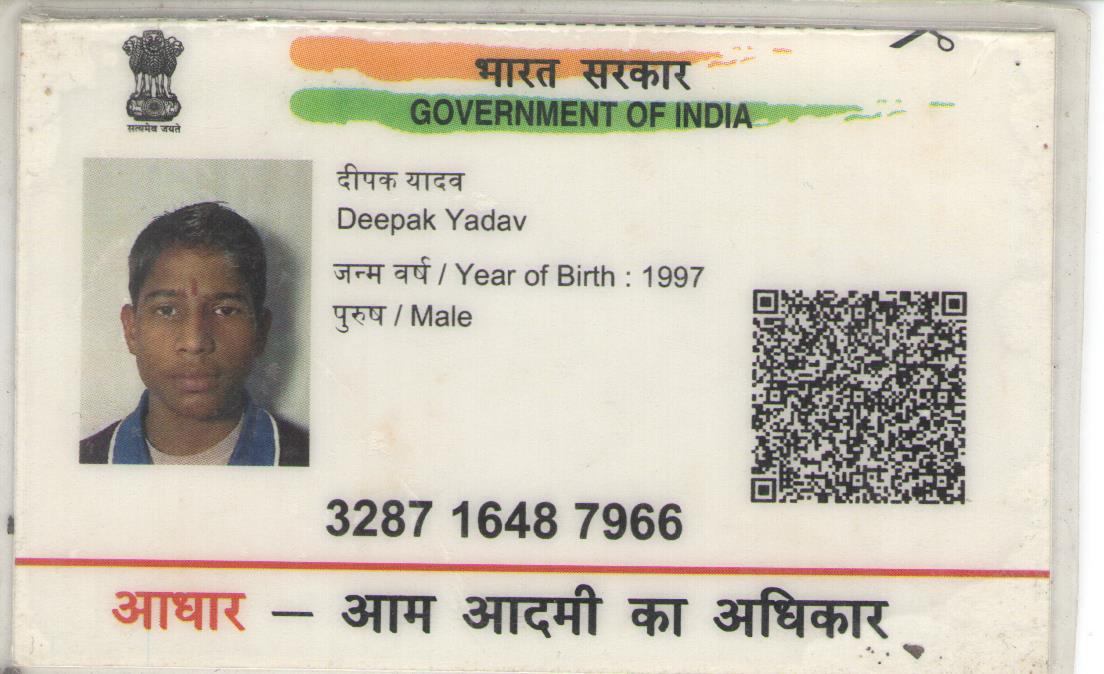 भारत सरकार
GOVERNMENT OF INDIA
सत्यमेव जयते
दीपक यादव
Deepak Yadav
जन्म वर्ष / Year of Birth : 1997
पुरुष / Male
3287 1648 7966
आधार – आम आदमी का अधिकार